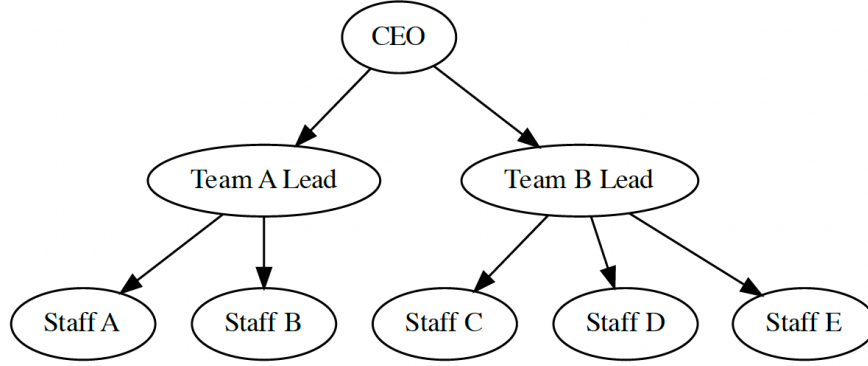 CEO
Team A Lead
Team B Lead
Staff A
Staff B
Staff C
Staff D
Staff E